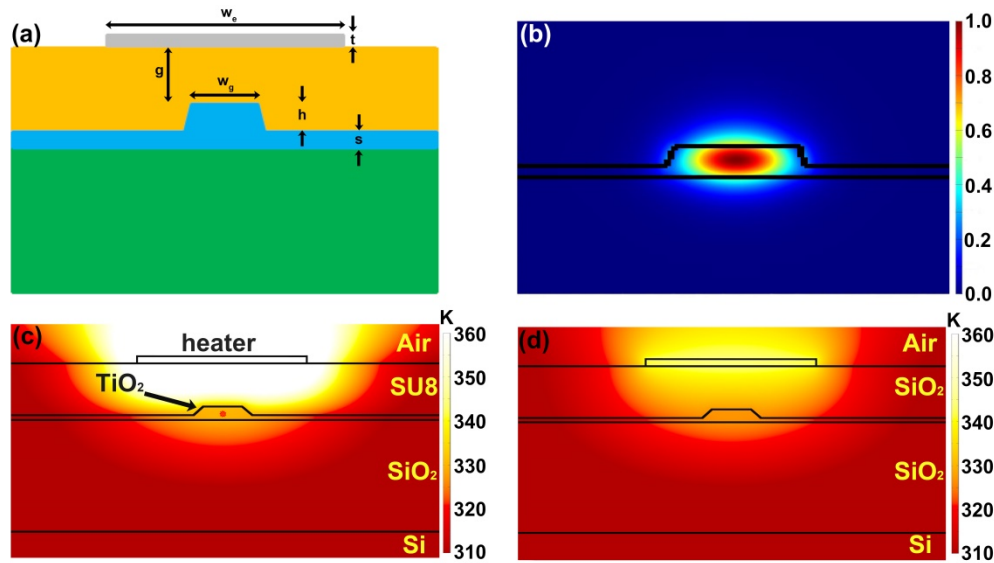 (a)
wₑ
t
g
w_g
h
s
(b)
1.0
0.8
0.6
0.4
0.2
0.0
(c)
heater
TiO₂
Air
SU8
SiO₂
Si
K
360
350
340
330
320
310
(d)
Air
SiO₂
SiO₂
Si
K
360
350
340
330
320
310